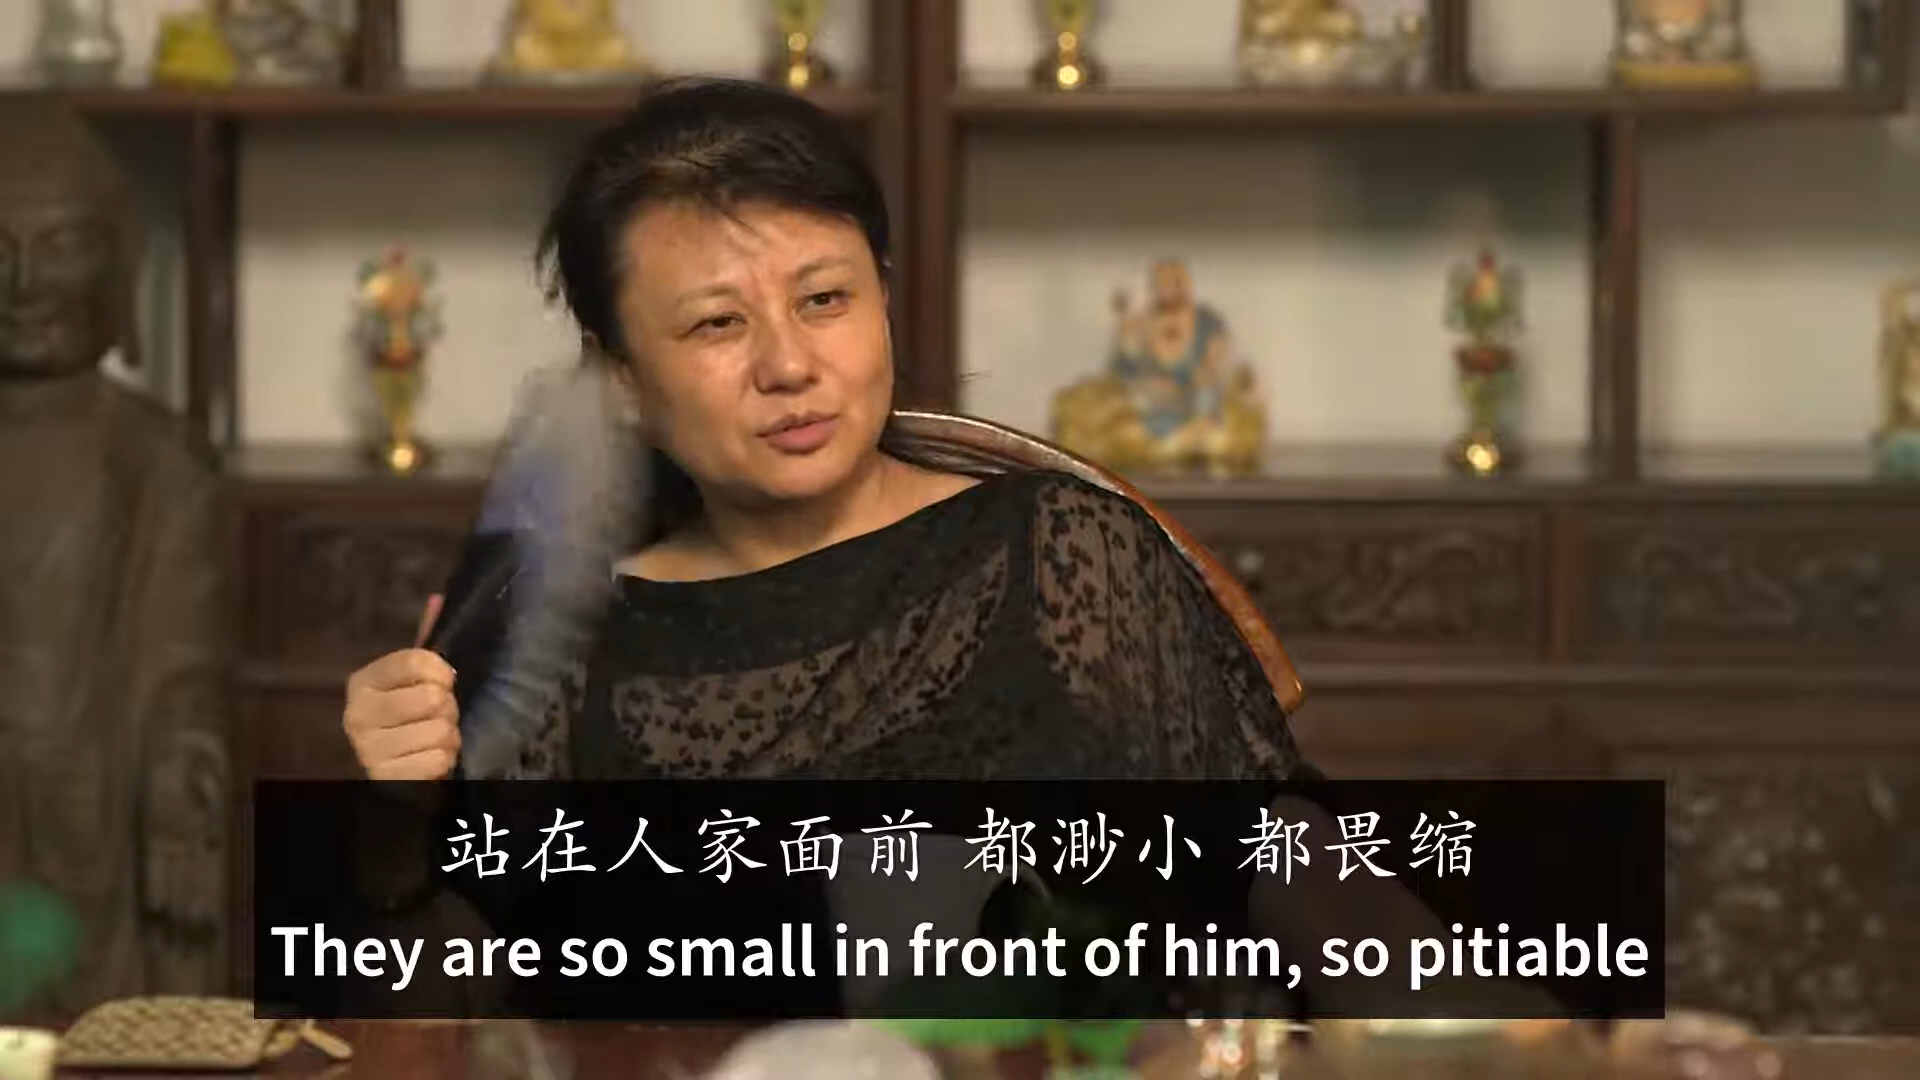 站在人家面前 都渺小 都畏缩
They are so small in front of him, so pitiable